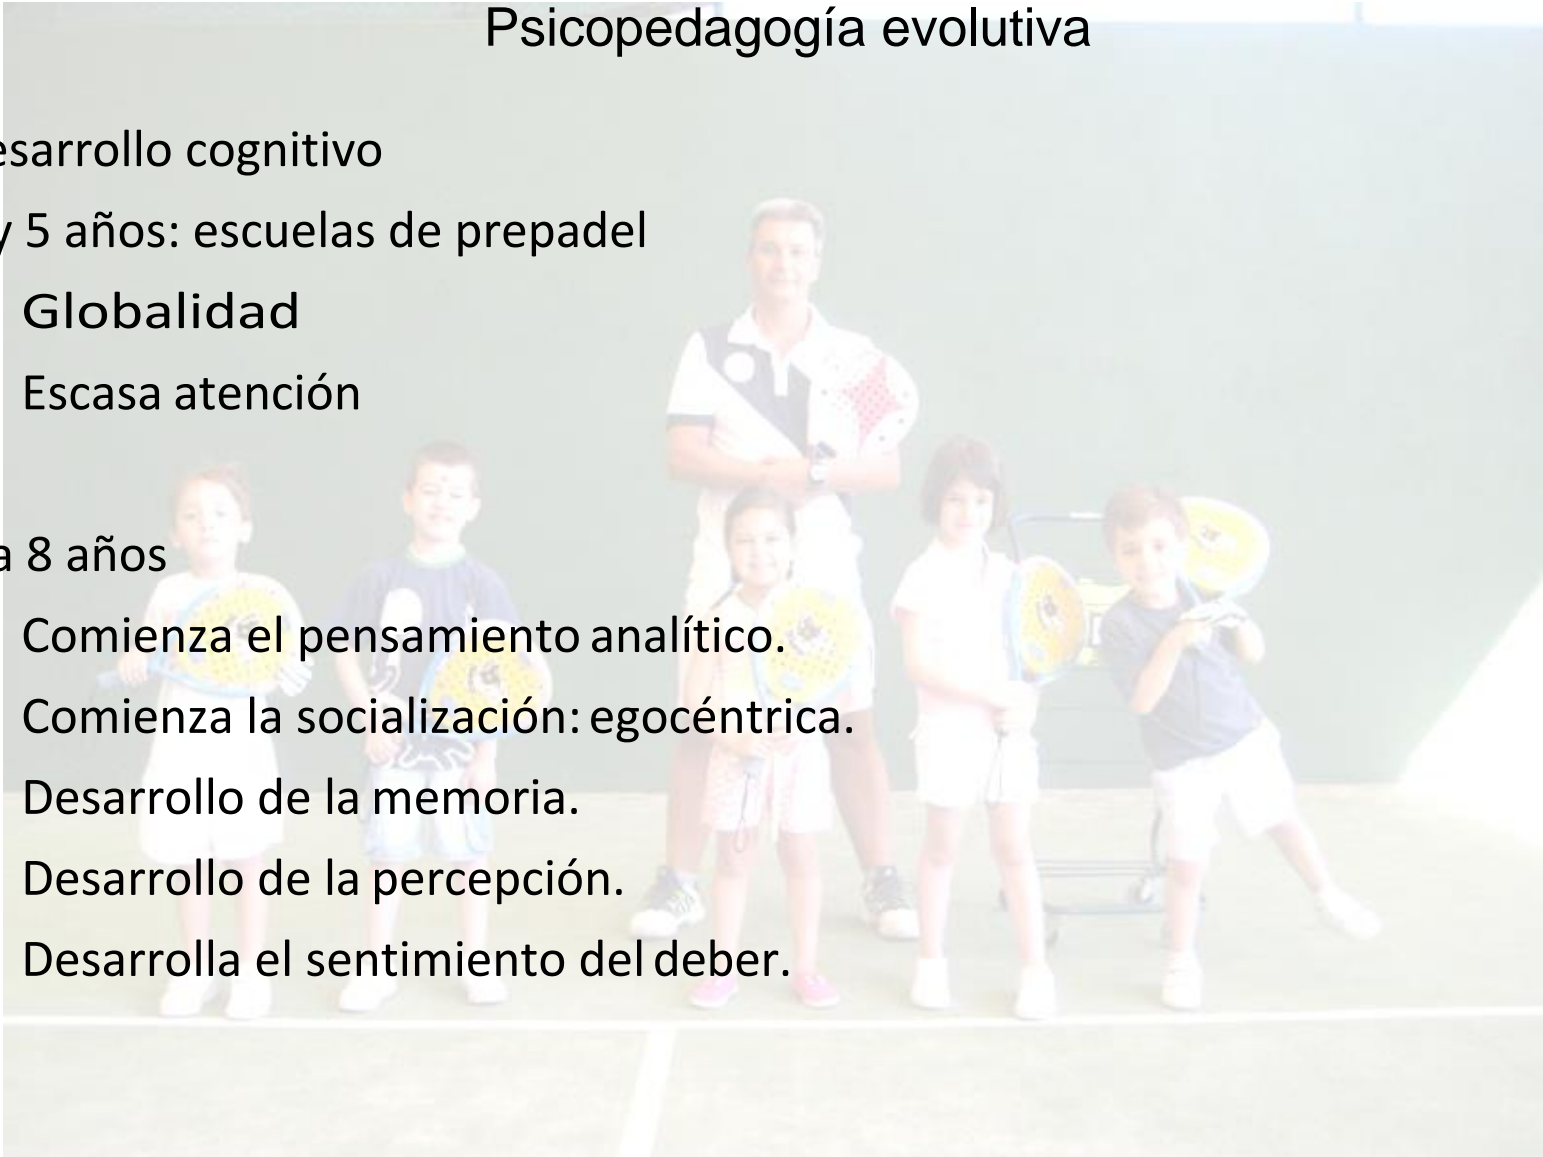 Psicopedagogía evolutiva
esarrollo cognitivo
y 5 años: escuelas de prepadel
Globalidad
Escasa atención
a 8 años
Comienza el pensamiento analítico.
Comienza la socialización: egocéntrica.
Desarrollo de la memoria.
Desarrollo de la percepción.
Desarrolla el sentimiento del deber.